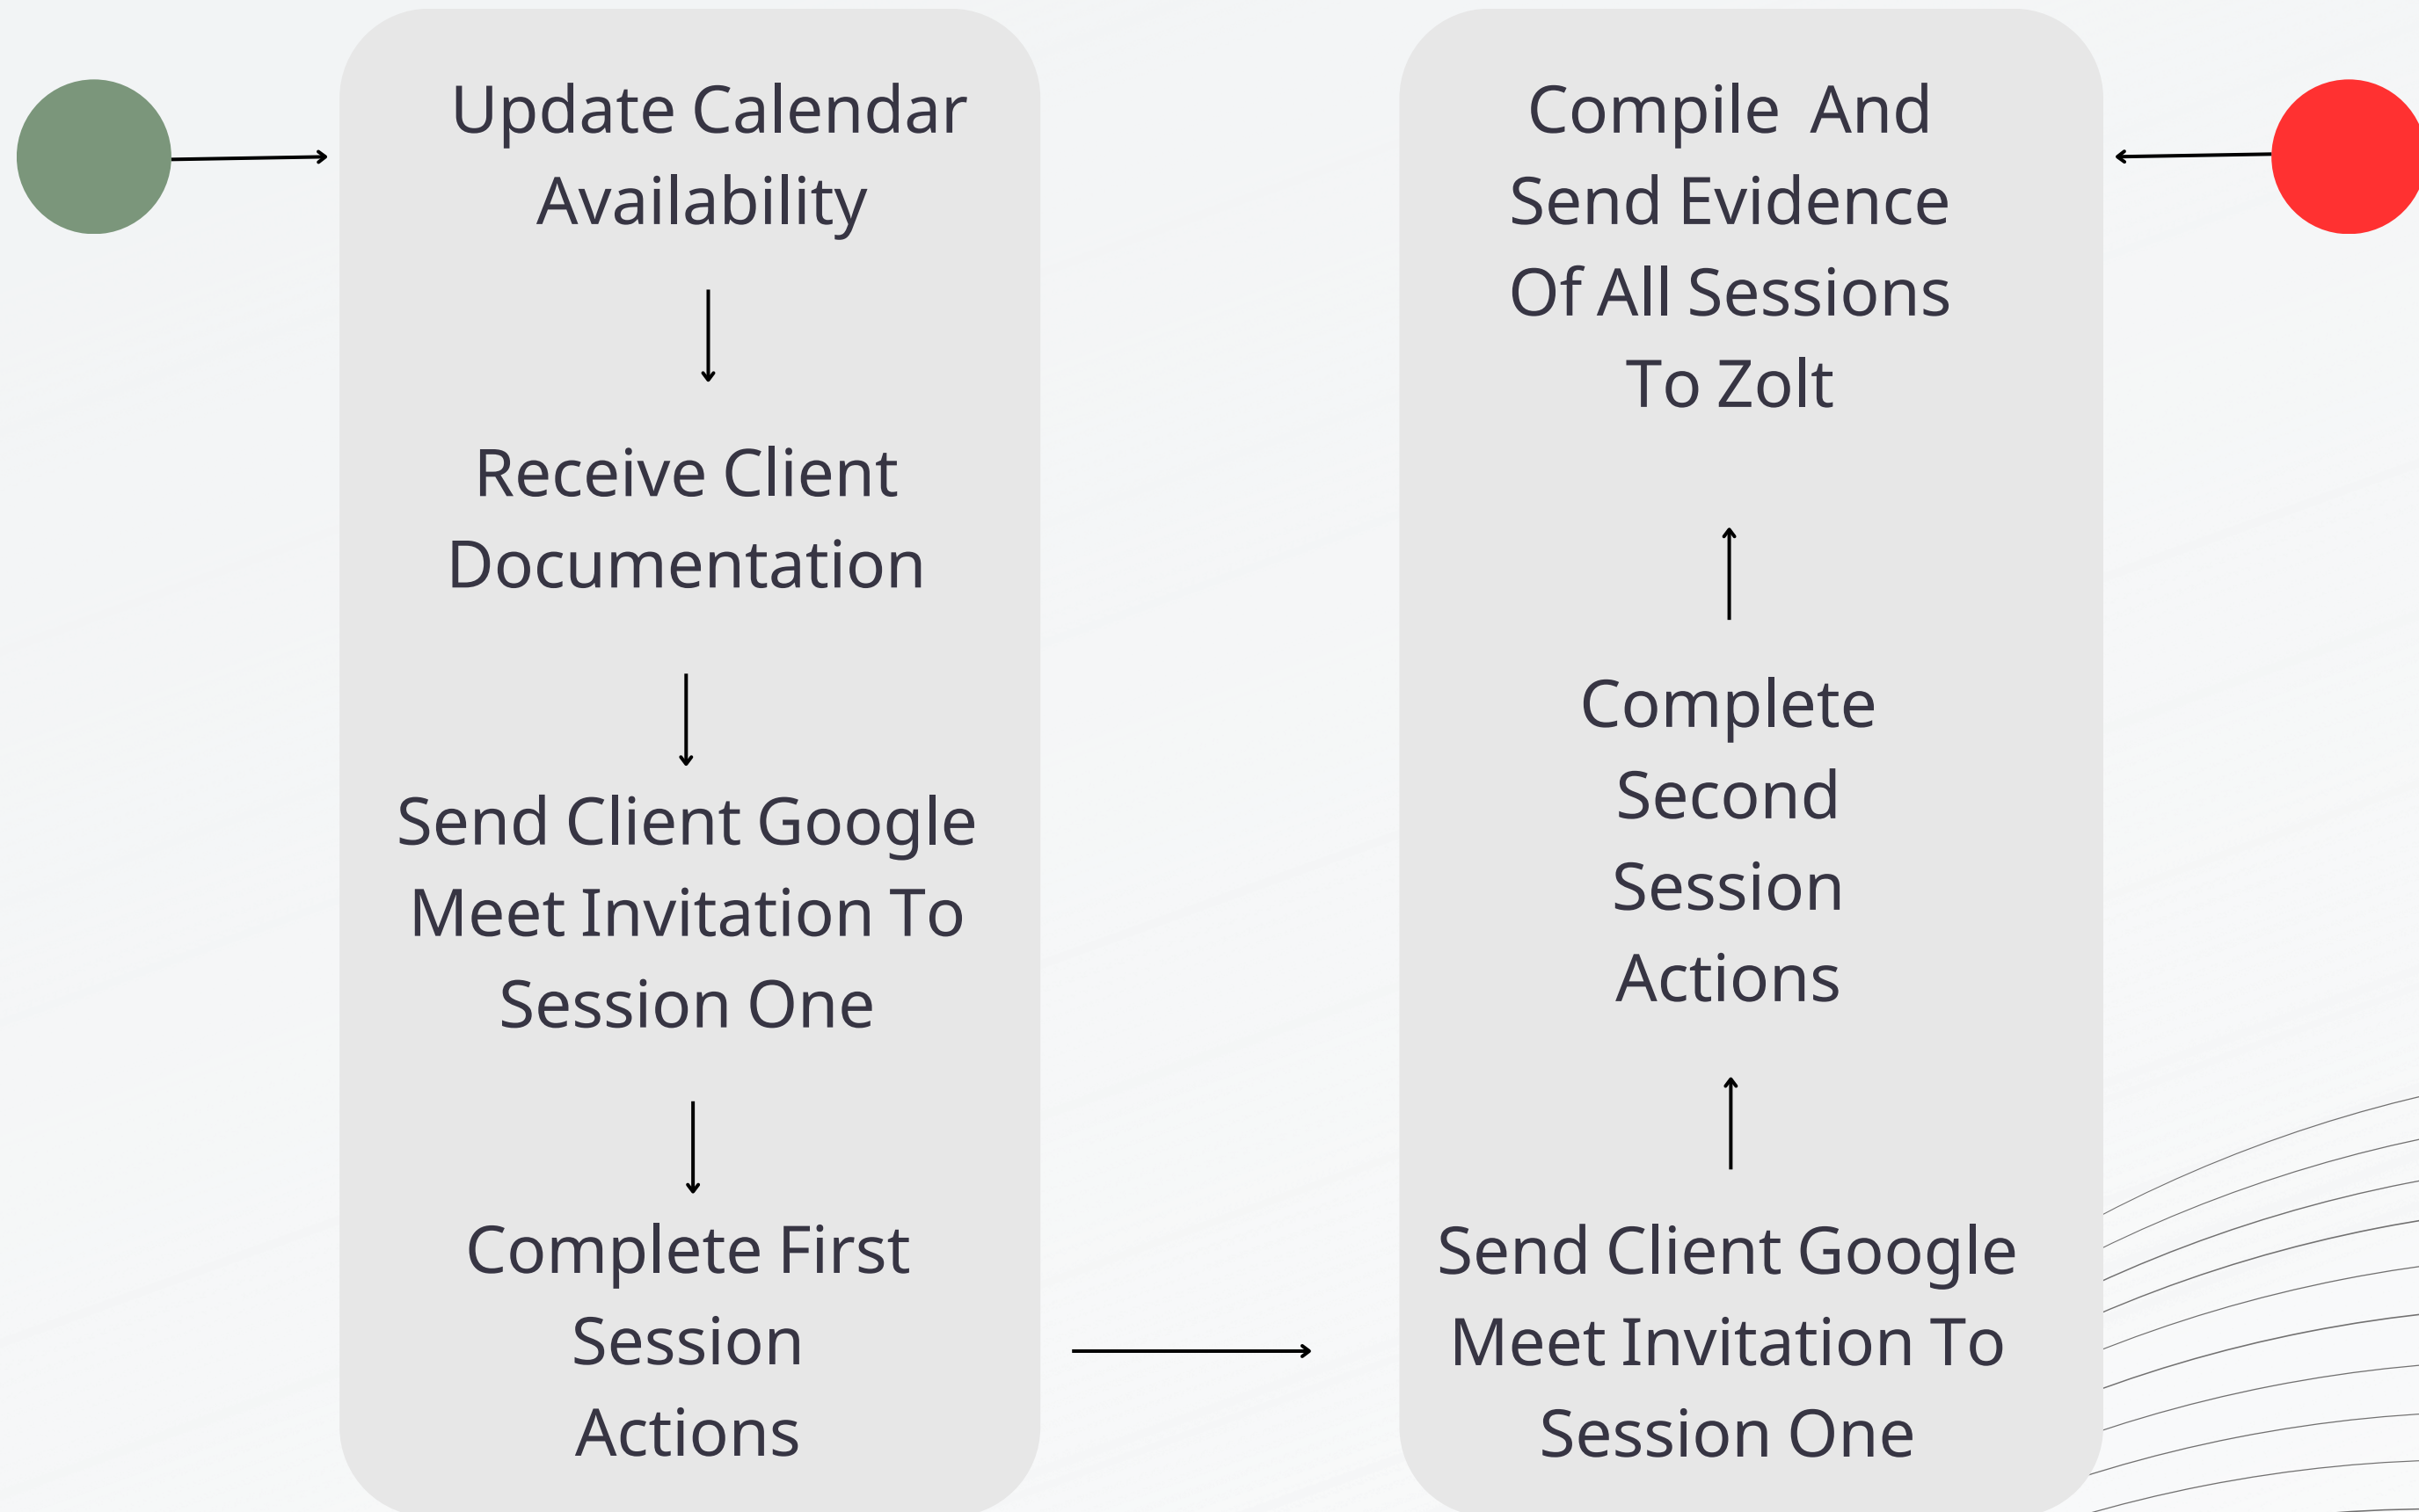 Update Calendar
Availability
Receive Client
Documentation
Send Client Google
Meet Invitation To
Session One
Complete First
Session
Actions
Compile  And
Send Evidence
Of All Sessions
To Zolt
Complete
Second
Session
Actions
Send Client Google
Meet Invitation To
Session One